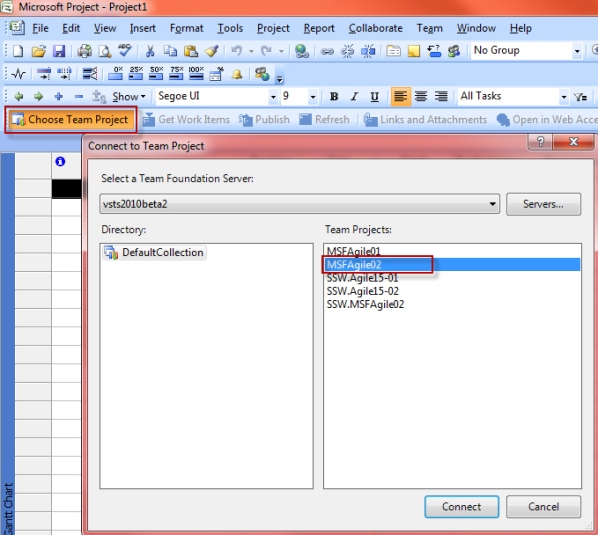 Microsoft Project - Project1
File Edit View Insert Format Tools Project Report Collaborate Team Window Help
No Group
0% 25% 50% 75% 100%
Show Segoe UI 9 B I U All Tasks
Choose Team Project Get Work Items Publish Refresh Links and Attachments Open in Web Acce
Connect to Team Project
Select a Team Foundation Server:
vsts2010beta2 Servers...
Directory: Team Projects:
DefaultCollection
MSFAgile01
MSFAgile02
SSW.Agile15-01
SSW.Agile15-02
SSW.MSFAgile02
Connect Cancel
Gantt Chart